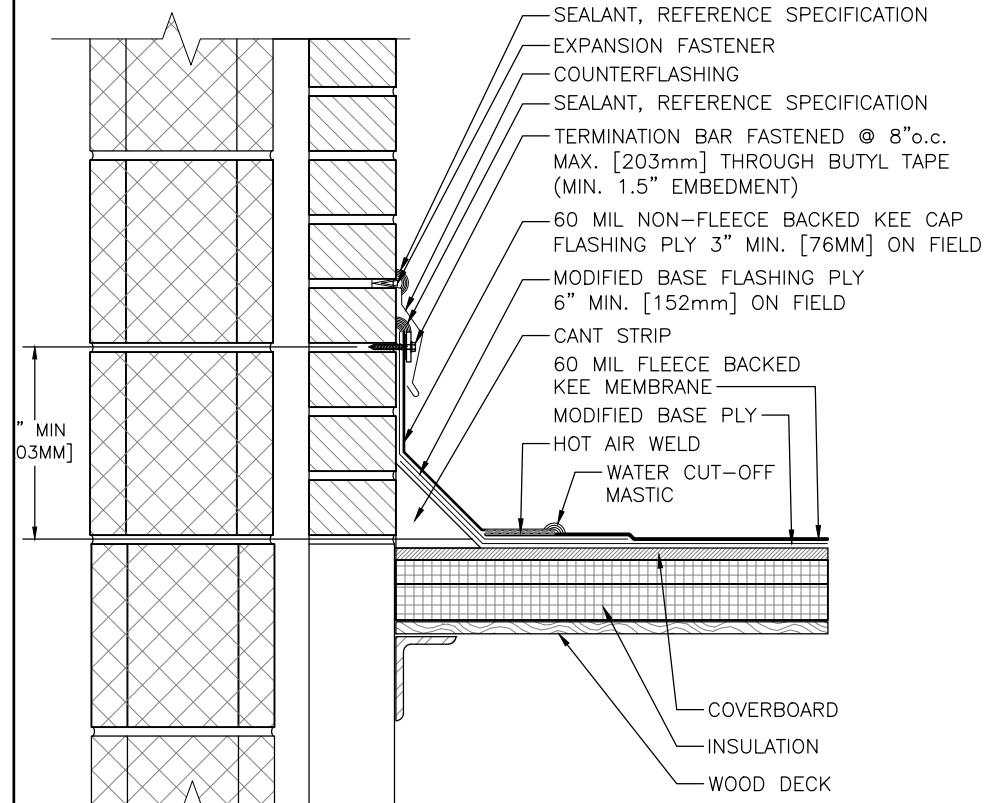 SEALANT, REFERENCE SPECIFICATION
EXPANSION FASTENER
COUNTERFLASHING
SEALANT, REFERENCE SPECIFICATION
TERMINATION BAR FASTENED @ 8"o.c.
MAX. [203mm] THROUGH BUTYL TAPE
(MIN. 1.5" EMBEDMENT)
60 MIL NON-FLEECE BACKED KEE CAP
FLASHING PLY 3" MIN. [76MM] ON FIELD
MODIFIED BASE FLASHING PLY
6" MIN. [152mm] ON FIELD
CANT STRIP
60 MIL FLEECE BACKED
KEE MEMBRANE
MODIFIED BASE PLY
HOT AIR WELD
WATER CUT-OFF
MASTIC
" MIN
03MM]
COVERBOARD
INSULATION
WOOD DECK